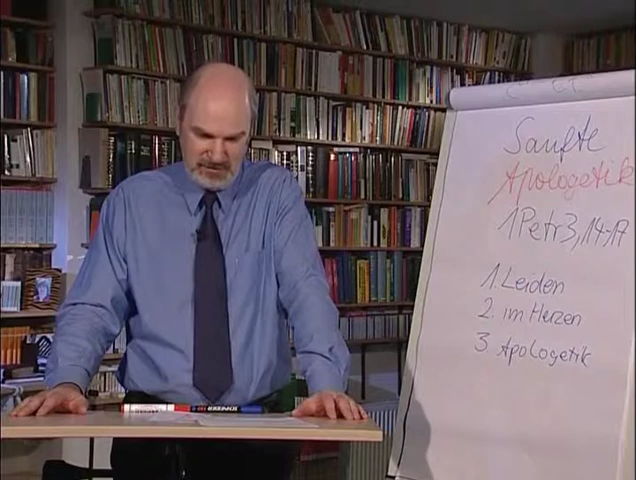 Sanfte
Apologetik
1Petr3,14-17
1. Leiden
2. im Herzen
3 Apologetik